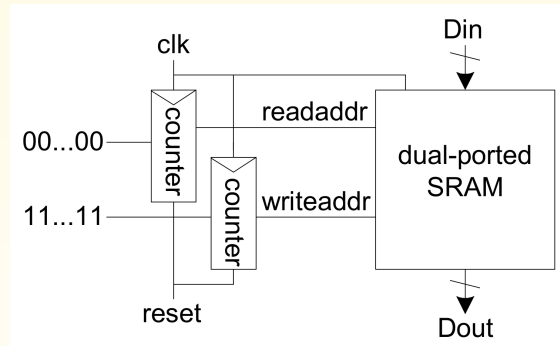 clk
Din
counter
readaddr
00...00
dual-ported
SRAM
counter
11...11
writeaddr
reset
Dout